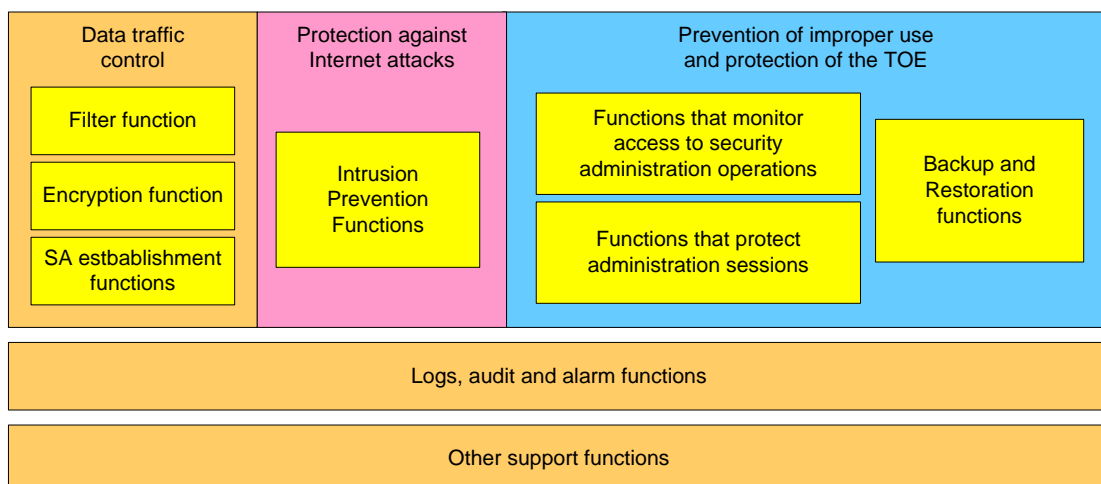 Data traffic
control
Filter function
Encryption function
SA estbablishment
functions
Protection against
Internet attacks
Intrusion
Prevention
Functions
Prevention of improper use
and protection of the TOE
Functions that monitor
access to security
administration operations
Functions that protect
administration sessions
Backup and
Restoration
functions
Logs, audit and alarm functions
Other support functions